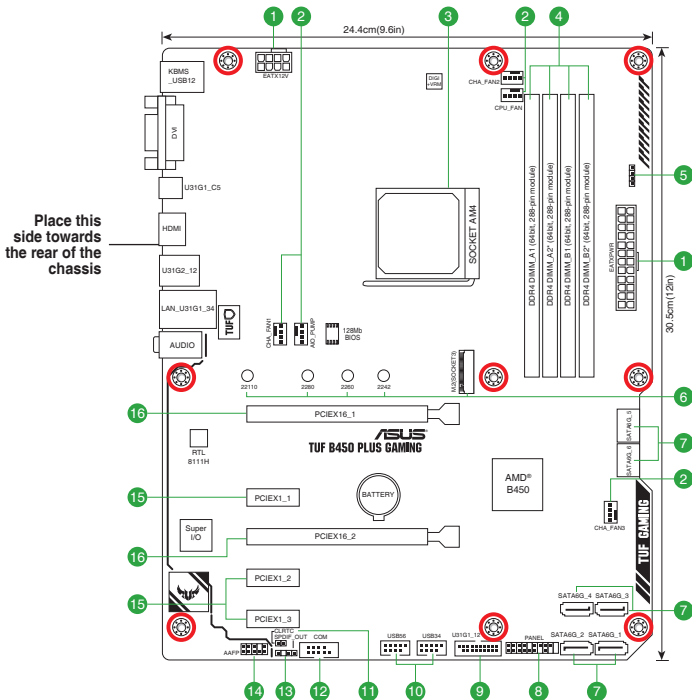 1
2
3
2
4
24.4cm(9.6in)
KBMS
_USB12
EATX12V
DIGI
+VRM
CHA_FAN2
CPU_FAN
DVI
5
U31G1_C5
Place this
side towards
the rear of the
chassis
HDMI
SOCKET AM4
DDR4 DIMM_A1 (64bit, 288-pin module)
DDR4 DIMM_A2* (64bit, 288-pin module)
DDR4 DIMM_B1 (64bit, 288-pin module)
DDR4 DIMM_B2* (64bit, 288-pin module)
EATXPWR
1
30.5cm(12in)
U31G2_12
LAN_U31G1_34
TUF
CHA_FAN1
AIO_PUMP
128Mb
BIOS
AUDIO
M.2(SOCKET3)
22110
2280
2260
2242
6
16
PCIEX16_1
ASUS
TUF B450 PLUS GAMING
SATA6G_5
SATA6G_6
7
RTL
8111H
AMD®
B450
2
15
PCIEX1_1
BATTERY
CHA_FAN3
Super
I/O
16
PCIEX16_2
TUF GAMING
15
PCIEX1_2
SATA6G_4
SATA6G_3
7
PCIEX1_3
CLRTC
SPDIF_OUT
COM
AAFP
USB56
USB34
U31G1_12
PANEL
SATA6G_2
SATA6G_1
14
13
12
11
10
9
8
7